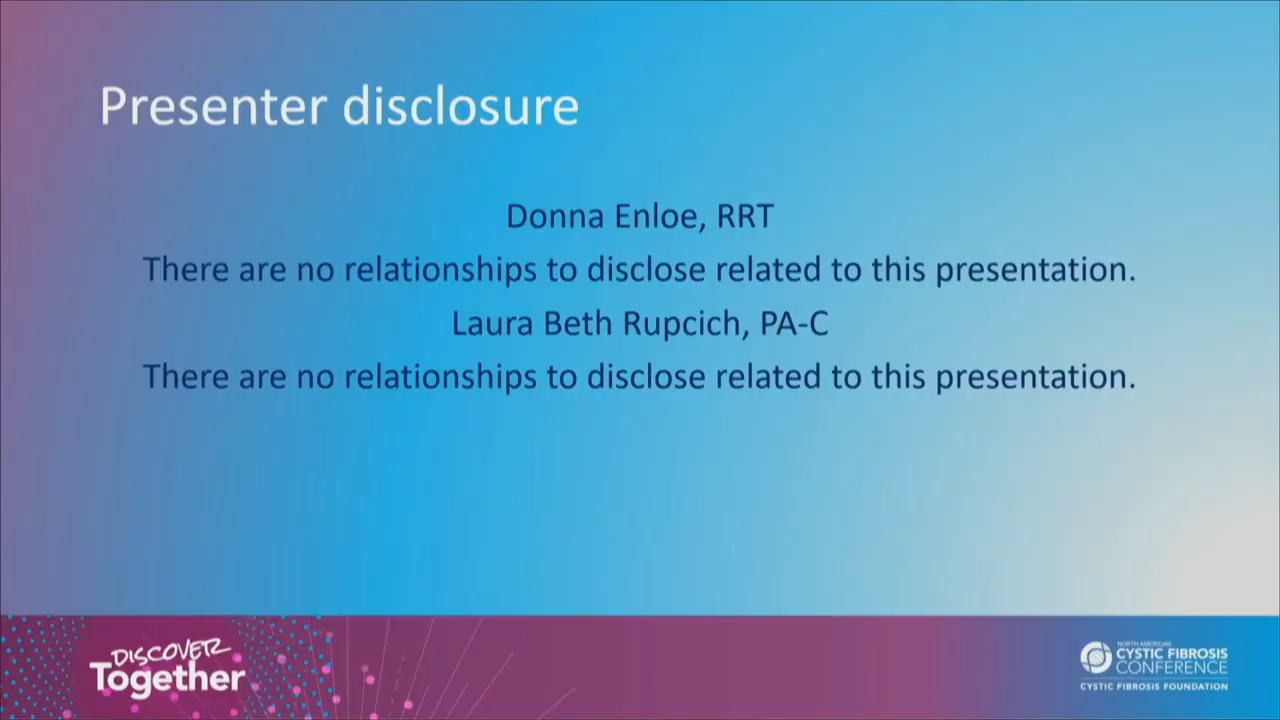 Presenter disclosure
Donna Enloe, RRT
There are no relationships to disclose related to this presentation.
Laura Beth Rupcich, PA-C
There are no relationships to disclose related to this presentation.
DISCOVER
Together
NORTH AMERICAN
CYSTIC FIBROSIS
CONFERENCE
CYSTIC FIBROSIS FOUNDATION